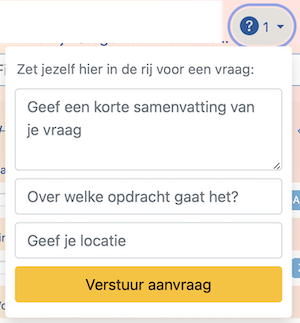 ? 1
Zet jezelf hier in de rij voor een vraag:
Geef een korte samenvatting van
je vraag
Over welke opdracht gaat het?
Geef je locatie
Verstuur aanvraag